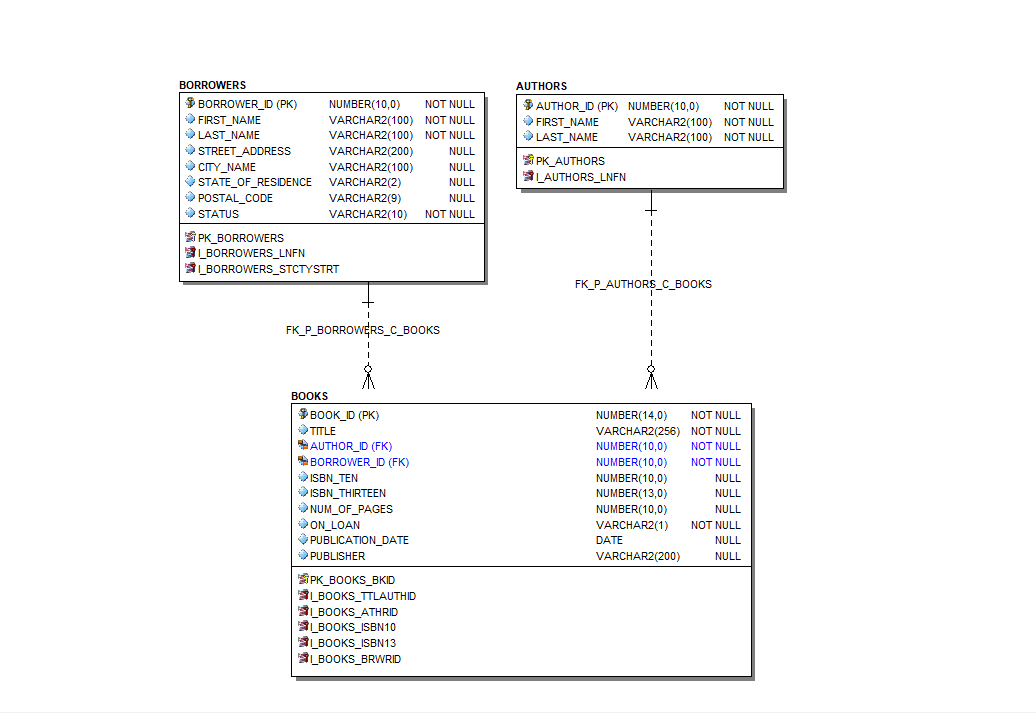 BORROWERS
BORROWER_ID (PK) NUMBER(10,0) NOT NULL
FIRST_NAME VARCHAR2(100) NOT NULL
LAST_NAME VARCHAR2(100) NOT NULL
STREET_ADDRESS VARCHAR2(200) NULL
CITY_NAME VARCHAR2(100) NULL
STATE_OF_RESIDENCE VARCHAR2(2) NULL
POSTAL_CODE VARCHAR2(9) NULL
STATUS VARCHAR2(10) NOT NULL
PK_BORROWERS
I_BORROWERS_LNFN
I_BORROWERS_STCTYSTRT
AUTHORS
AUTHOR_ID (PK) NUMBER(10,0) NOT NULL
FIRST_NAME VARCHAR2(100) NOT NULL
LAST_NAME VARCHAR2(100) NOT NULL
PK_AUTHORS
I_AUTHORS_LNFN
FK_P_AUTHORS_C_BOOKS
FK_P_BORROWERS_C_BOOKS
BOOKS
BOOK_ID (PK) NUMBER(14,0) NOT NULL
TITLE VARCHAR2(256) NOT NULL
AUTHOR_ID (FK) NUMBER(10,0) NOT NULL
BORROWER_ID (FK) NUMBER(10,0) NOT NULL
ISBN_TEN NUMBER(10,0) NULL
ISBN_THIRTEEN NUMBER(13,0) NULL
NUM_OF_PAGES NUMBER(10,0) NULL
ON_LOAN VARCHAR2(1) NOT NULL
PUBLICATION_DATE DATE NULL
PUBLISHER VARCHAR2(200) NULL
PK_BOOKS_BKID
I_BOOKS_TTLAUTHID
I_BOOKS_ATHRID
I_BOOKS_ISBN10
I_BOOKS_ISBN13
I_BOOKS_BRWRID